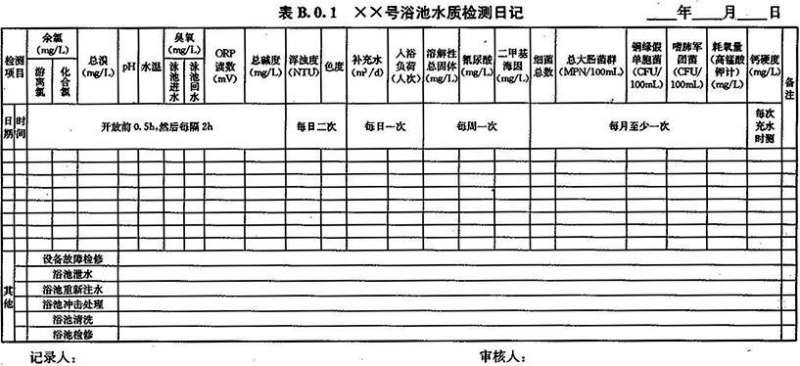 表 B.0.1 ××号浴池水质检测日记 ____年____月____日
检测项目 余氯(mg/L) 游离氯 化合氯 总溴(mg/L) pH 水温 臭氧(mg/L) 泳池进水 泳池回水 ORP读数(mV) 总碱度(mg/L) 浑浊度(NTU) 色度 补充水(m³/d) 入浴负荷(人次) 溶解性总固体(mg/L) 氰尿酸(mg/L) 二甲基海因(mg/L) 细菌总数 总大肠菌群(MPN/100mL) 铜绿假单胞菌(CFU/100mL) 嗜肺军团菌(CFU/100mL) 耗氧量(高锰酸钾计)(mg/L) 钙硬度(mg/L) 备注
日期 时间 开放前 0.5h,然后每隔 2h 每日二次 每日一次 每周一次 每月至少一次 每次充水时测
其他
设备故障检修
浴池泄水
浴池重新注水
浴池冲击处理
浴池清洗
浴池检修
记录人： 审核人：